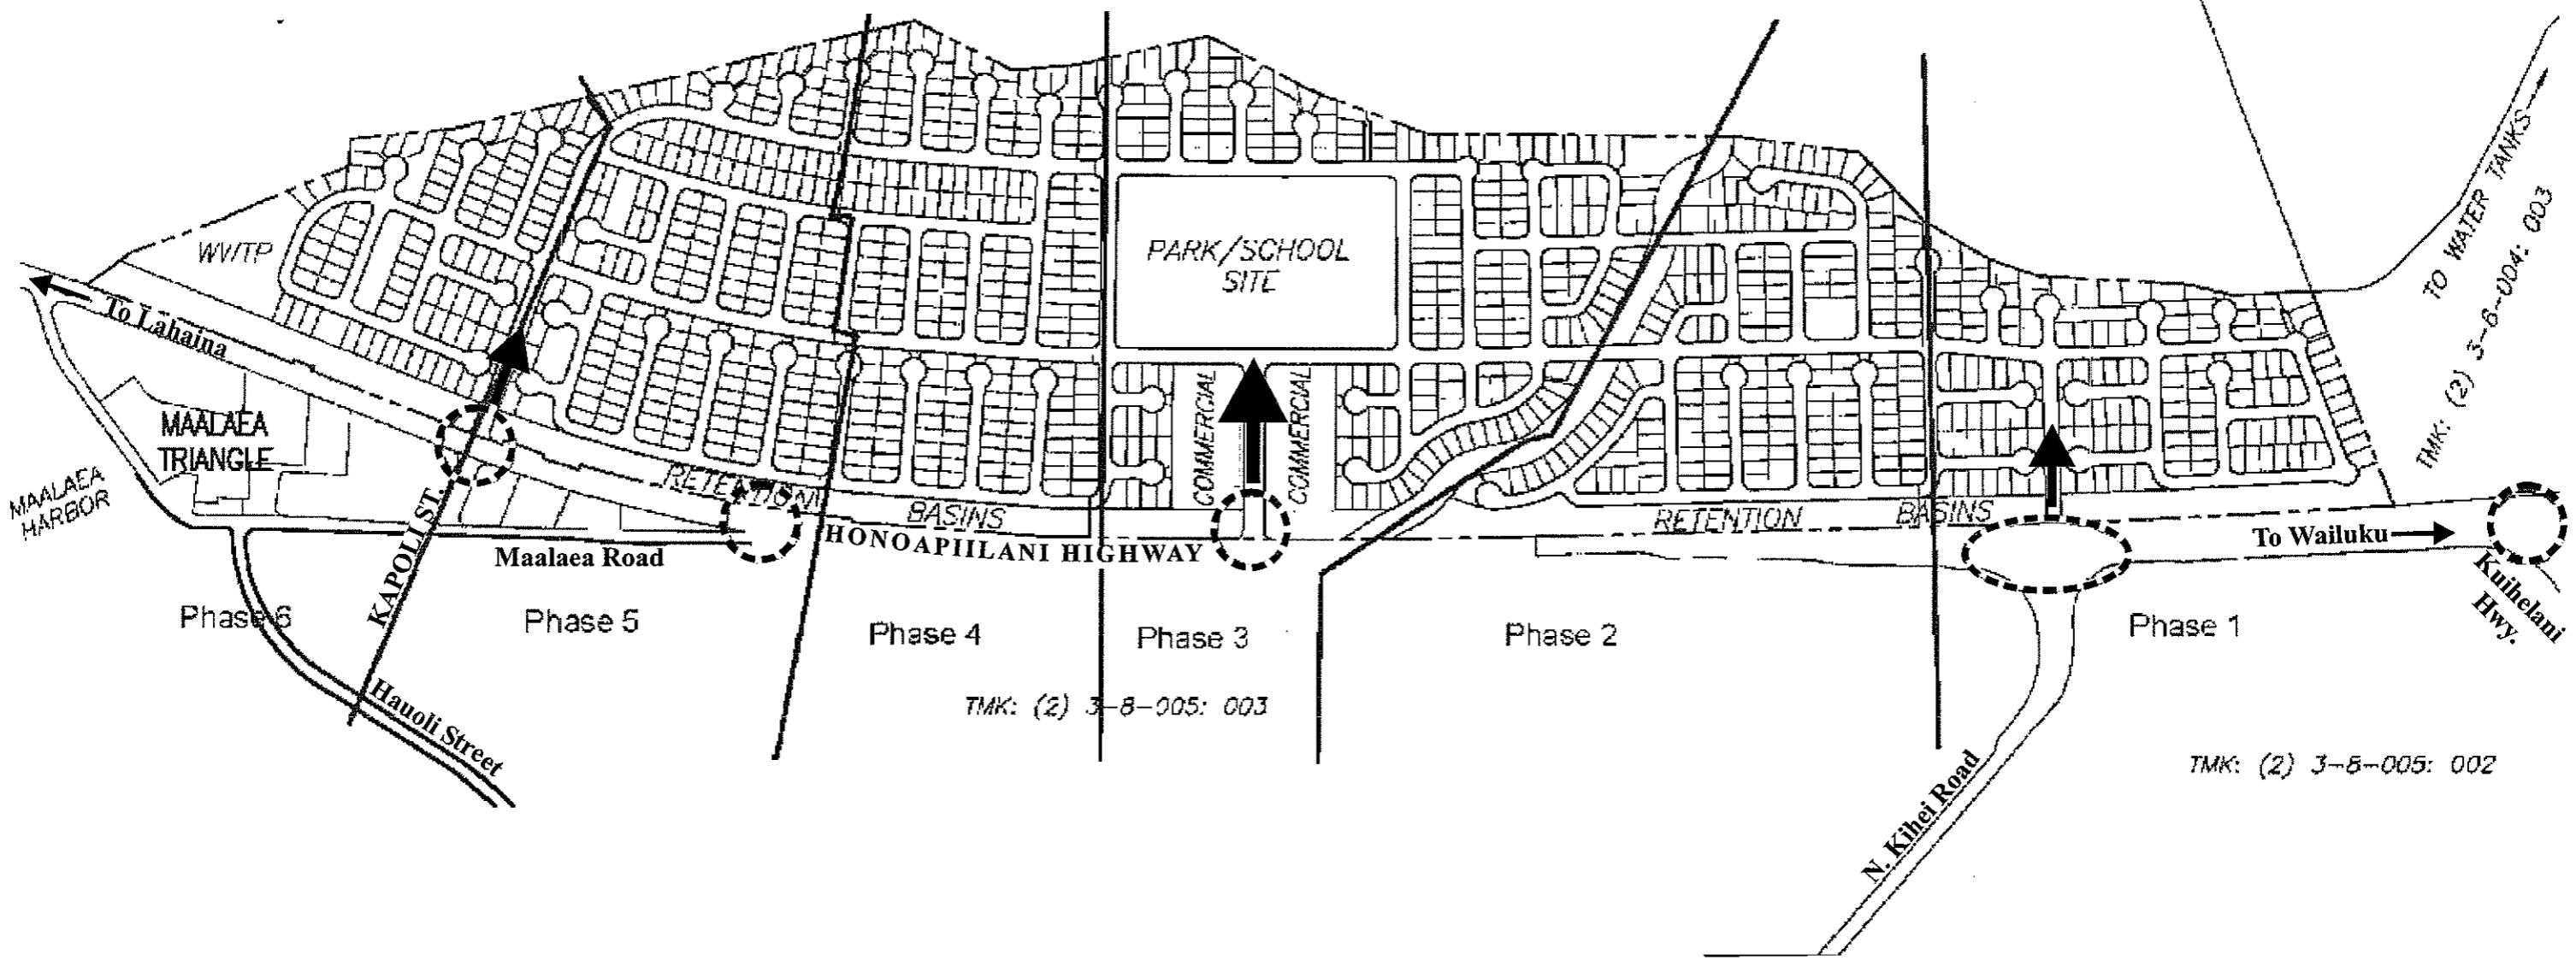 PARK/SCHOOL
SITE
TO WATER TANKS
TMK: (2) 3-6-004: 003
WWTP
To Lahaina
MAALAEA
TRIANGLE
MAALAEA
HARBOR
COMMERCIAL
COMMERCIAL
RETENTION
BASINS
RETENTION
BASINS
HONOAPIILANI HIGHWAY
To Wailuku
Kuihelani
Hwy.
Maalaea Road
KAPOLI ST.
Phase 6
Phase 5
Phase 4
Phase 3
Phase 2
Phase 1
Hauoli Street
TMK: (2) 3-8-005: 003
N. Kihei Road
TMK: (2) 3-8-005: 002